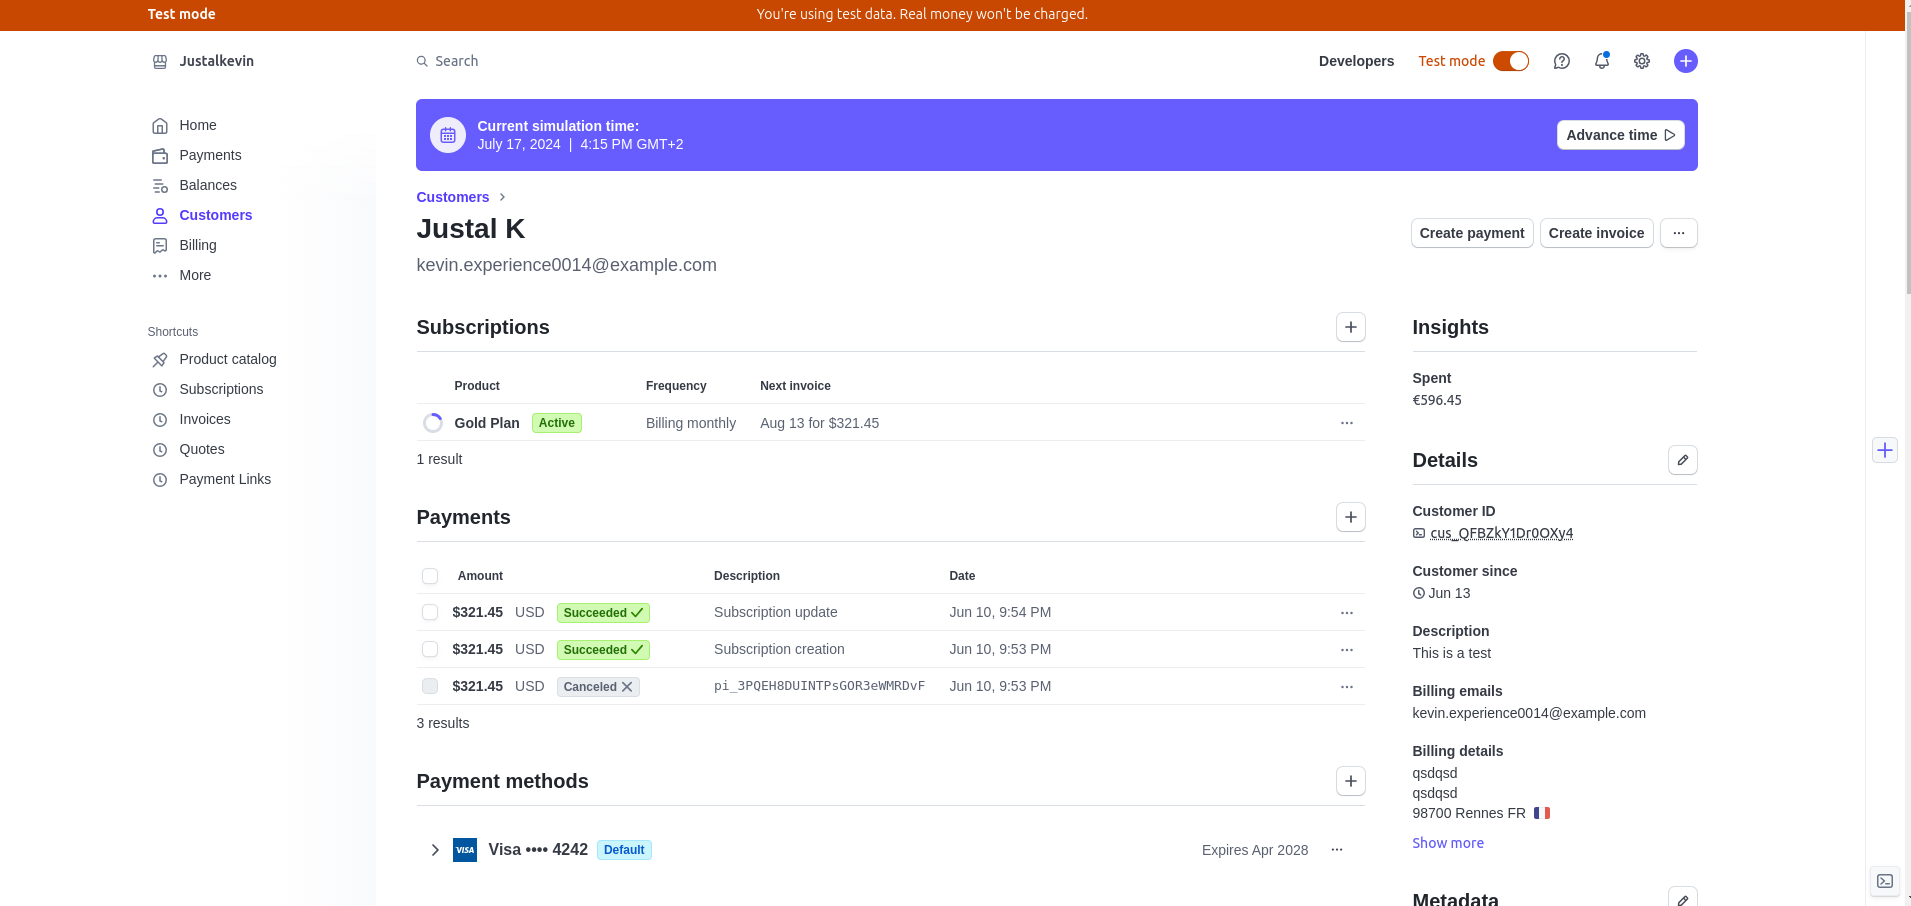 Test mode You're using test data. Real money won't be charged.
Justalkevin
Search
Developers Test mode
Home
Payments
Balances
Customers
Billing
More
Shortcuts
Product catalog
Subscriptions
Invoices
Quotes
Payment Links
Current simulation time:
July 17, 2024 | 4:15 PM GMT+2
Advance time
Customers
Justal K
kevin.experience0014@example.com
Create payment Create invoice
Subscriptions
Product Frequency Next invoice
Gold Plan Active Billing monthly Aug 13 for $321.45
1 result
Payments
Amount Description Date
$321.45 USD Succeeded Subscription update Jun 10, 9:54 PM
$321.45 USD Succeeded Subscription creation Jun 10, 9:53 PM
$321.45 USD Canceled pi_3PQEH8DUINTPsGOR3eWMRDvF Jun 10, 9:53 PM
3 results
Payment methods
VISA Visa •••• 4242 Default Expires Apr 2028
Insights
Spent
€596.45
Details
Customer ID
cus_QFBZkY1Dr0OXy4
Customer since
Jun 13
Description
This is a test
Billing emails
kevin.experience0014@example.com
Billing details
qsdqsd
qsdqsd
98700 Rennes FR
Show more
Metadata